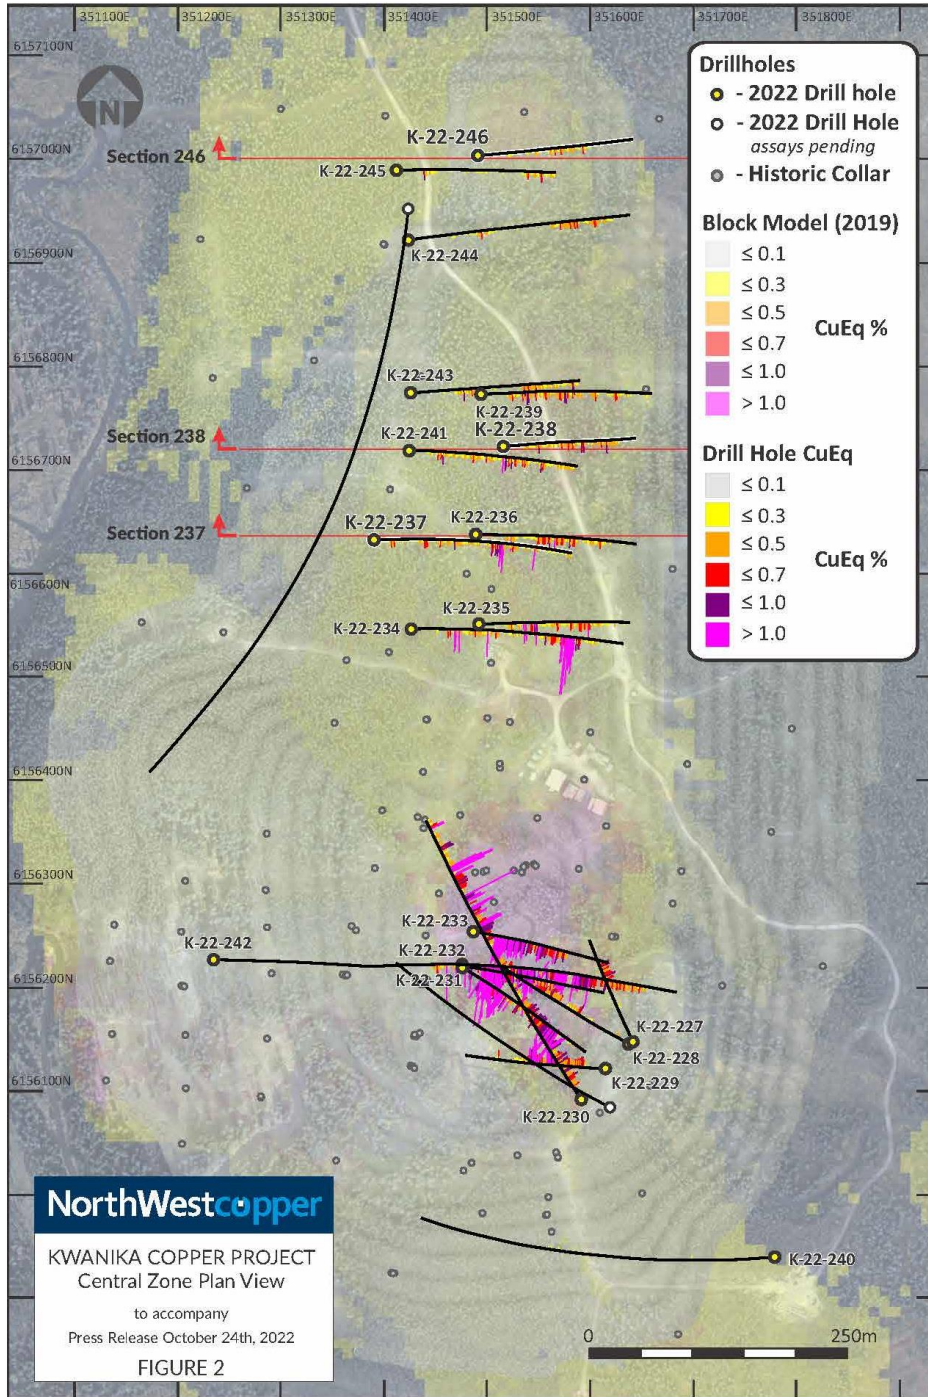 351100E
351200E
351300E
351400E
351500E
351600E
351700E
351800E
6157100N
6157000N
6156900N
6156800N
6156700N
6156600N
6156500N
6156400N
6156300N
6156200N
6156100N
N
Section 246
Section 238
Section 237
K-22-246
K-22-245
K-22-244
K-22-243
K-22-239
K-22-241
K-22-238
K-22-237
K-22-236
K-22-235
K-22-234
K-22-233
K-22-232
K-22-242
K-22-231
K-22-227
K-22-228
K-22-229
K-22-230
K-22-240
Drillholes
- 2022 Drill hole
- 2022 Drill Hole
assays pending
- Historic Collar
Block Model (2019)
≤ 0.1
≤ 0.3
≤ 0.5
CuEq %
≤ 0.7
≤ 1.0
> 1.0
Drill Hole CuEq
≤ 0.1
≤ 0.3
≤ 0.5
CuEq %
≤ 0.7
≤ 1.0
> 1.0
NorthWestcopper
KWANIKA COPPER PROJECT
Central Zone Plan View
to accompany
Press Release October 24th, 2022
FIGURE 2
0
250m